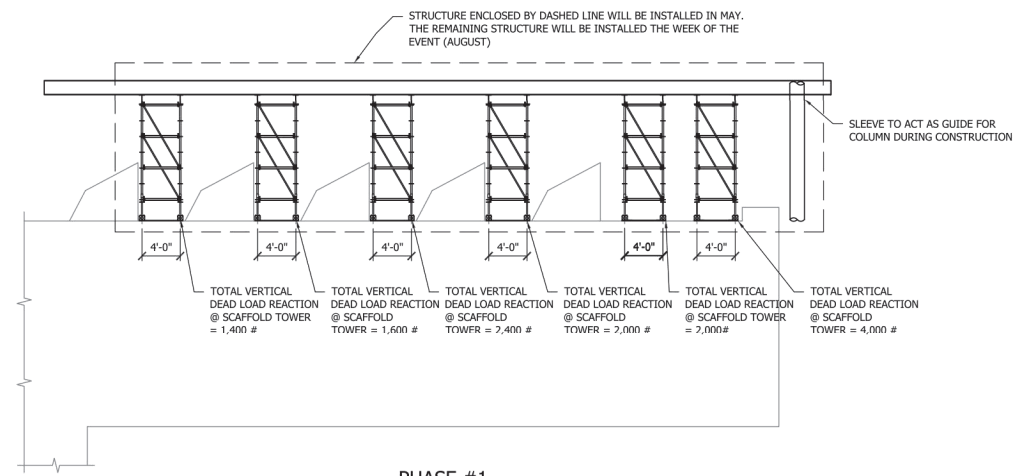 STRUCTURE ENCLOSED BY DASHED LINE WILL BE INSTALLED IN MAY.
THE REMAINING STRUCTURE WILL BE INSTALLED THE WEEK OF THE
EVENT (AUGUST)
SLEEVE TO ACT AS GUIDE FOR
COLUMN DURING CONSTRUCTION
4'-0"
4'-0"
4'-0"
4'-0"
4'-0"
4'-0"
TOTAL VERTICAL
DEAD LOAD REACTION
@ SCAFFOLD TOWER
= 1,400 #
TOTAL VERTICAL
DEAD LOAD REACTION
@ SCAFFOLD
TOWER = 1,600 #
TOTAL VERTICAL
DEAD LOAD REACTION
@ SCAFFOLD
TOWER = 2,400 #
TOTAL VERTICAL
DEAD LOAD REACTION
@ SCAFFOLD
TOWER = 2,000 #
TOTAL VERTICAL
DEAD LOAD REACTION
@ SCAFFOLD TOWER
= 2,000#
TOTAL VERTICAL
DEAD LOAD REACTION
@ SCAFFOLD
TOWER = 4,000 #
PHASE #1